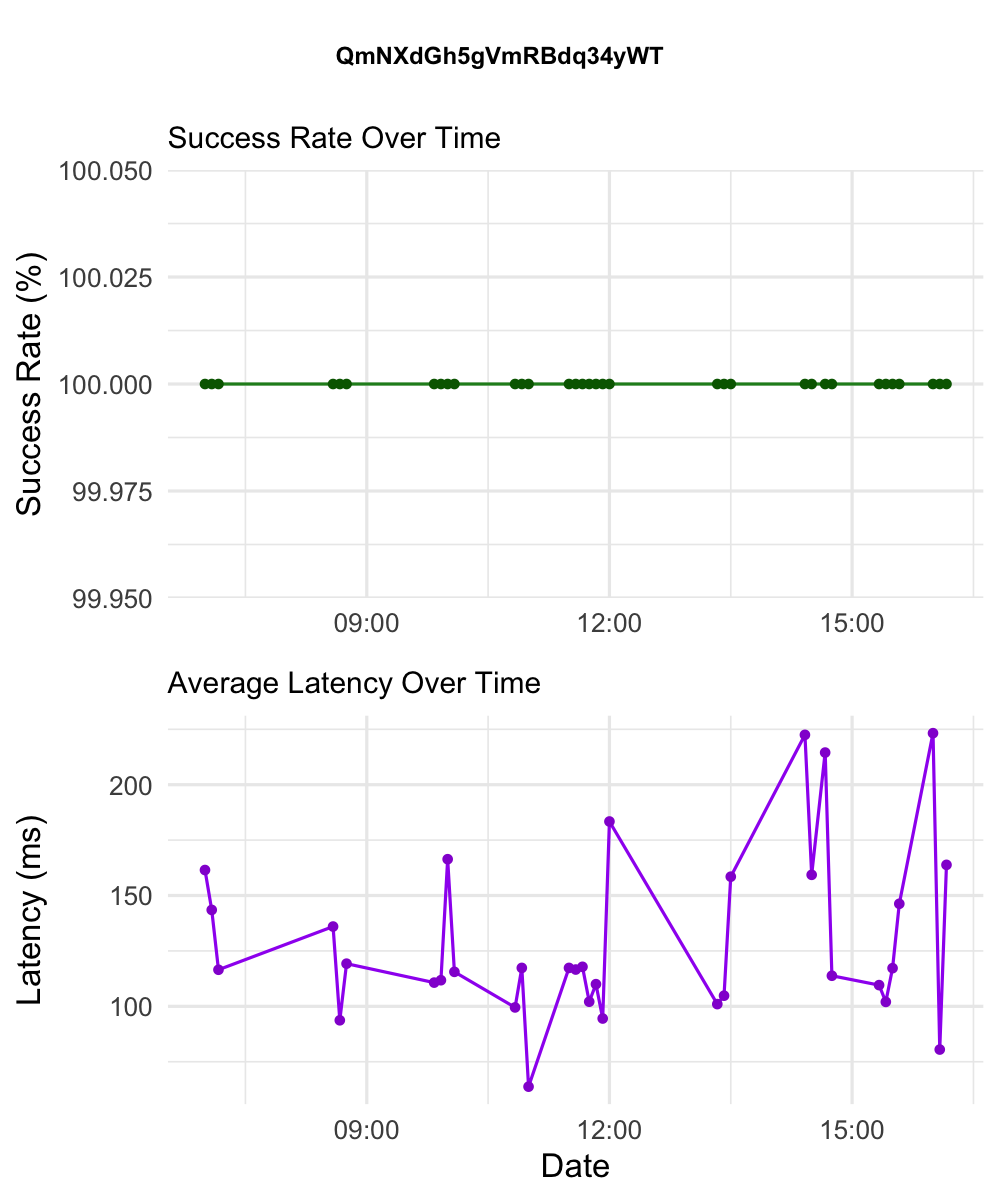 QmNXdGh5gVmRBdq34yWT
Success Rate Over Time
100.050
100.025
100.000
99.975
99.950
Success Rate (%)
09:00 12:00 15:00
Average Latency Over Time
200
150
100
Latency (ms)
09:00 12:00 15:00
Date